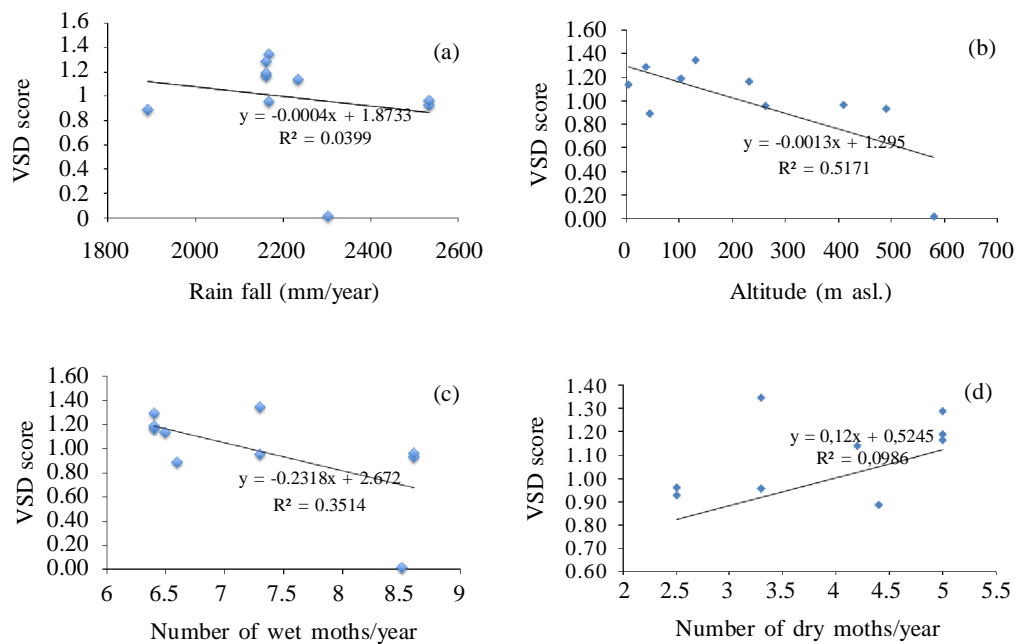 (a)
VSD score
1.6
1.4
1.2
1
0.8
0.6
0.4
0.2
0
y = -0.0004x + 1.8733
R² = 0.0399
1800 2000 2200 2400 2600
Rain fall (mm/year)
(b)
VSD score
1.60
1.40
1.20
1.00
0.80
0.60
0.40
0.20
0.00
y = -0.0013x + 1.295
R² = 0.5171
0 100 200 300 400 500 600 700
Altitude (m asl.)
(c)
VSD score
1.60
1.40
1.20
1.00
0.80
0.60
0.40
0.20
0.00
y = -0.2318x + 2.672
R² = 0.3514
6 6.5 7 7.5 8 8.5 9
Number of wet moths/year
(d)
VSD score
1.40
1.30
1.20
1.10
1.00
0.90
0.80
0.70
0.60
y = 0,12x + 0,5245
R² = 0,0986
2 2.5 3 3.5 4 4.5 5 5.5
Number of dry moths/year